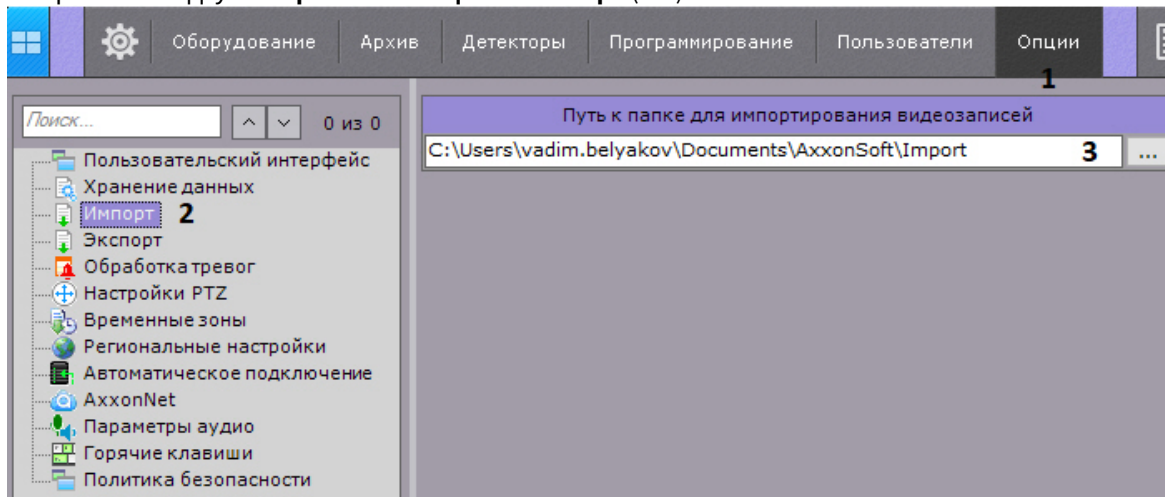 Оборудование Архив Детекторы Программирование Пользователи Опции
1
Поиск... 0 из 0
Путь к папке для импортирования видеозаписей
C:\Users\vadim.belyakov\Documents\AxxonSoft\Import 3 ...
Пользовательский интерфейс
Хранение данных
Импорт 2
Экспорт
Обработка тревог
Настройки PTZ
Временные зоны
Региональные настройки
Автоматическое подключение
AxxonNet
Параметры аудио
Горячие клавиши
Политика безопасности